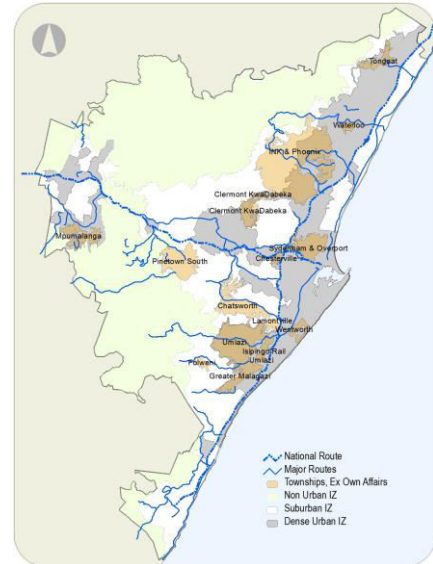 Tongaat
Waterloo
INK & Phoenix
Clermont KwaDabeka
Clermont KwaDabeka
Sydenham & Overport
Chesterville
Mpumalanga
Pinetown South
Chatsworth
Lamontville
Wentworth
Umlazi
Isipingo Rail
Umlazi
Folweni
Greater Malagazi
National Route
Major Routes
Townships, Ex Own Affairs
Non Urban IZ
Suburban IZ
Dense Urban IZ